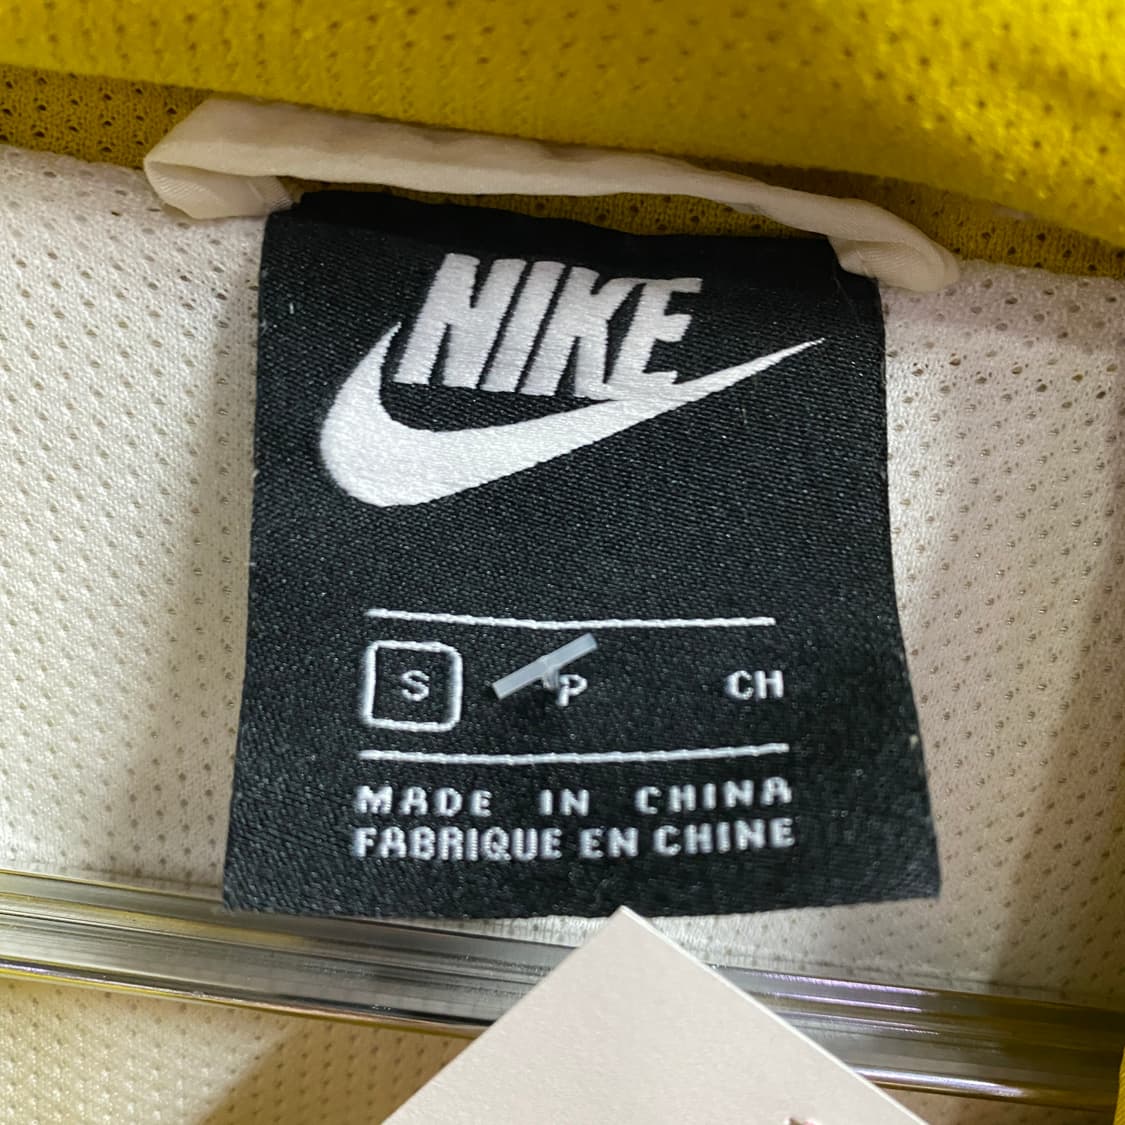 NIKE
S P CH
MADE IN CHINA
FABRIQUE EN CHINE